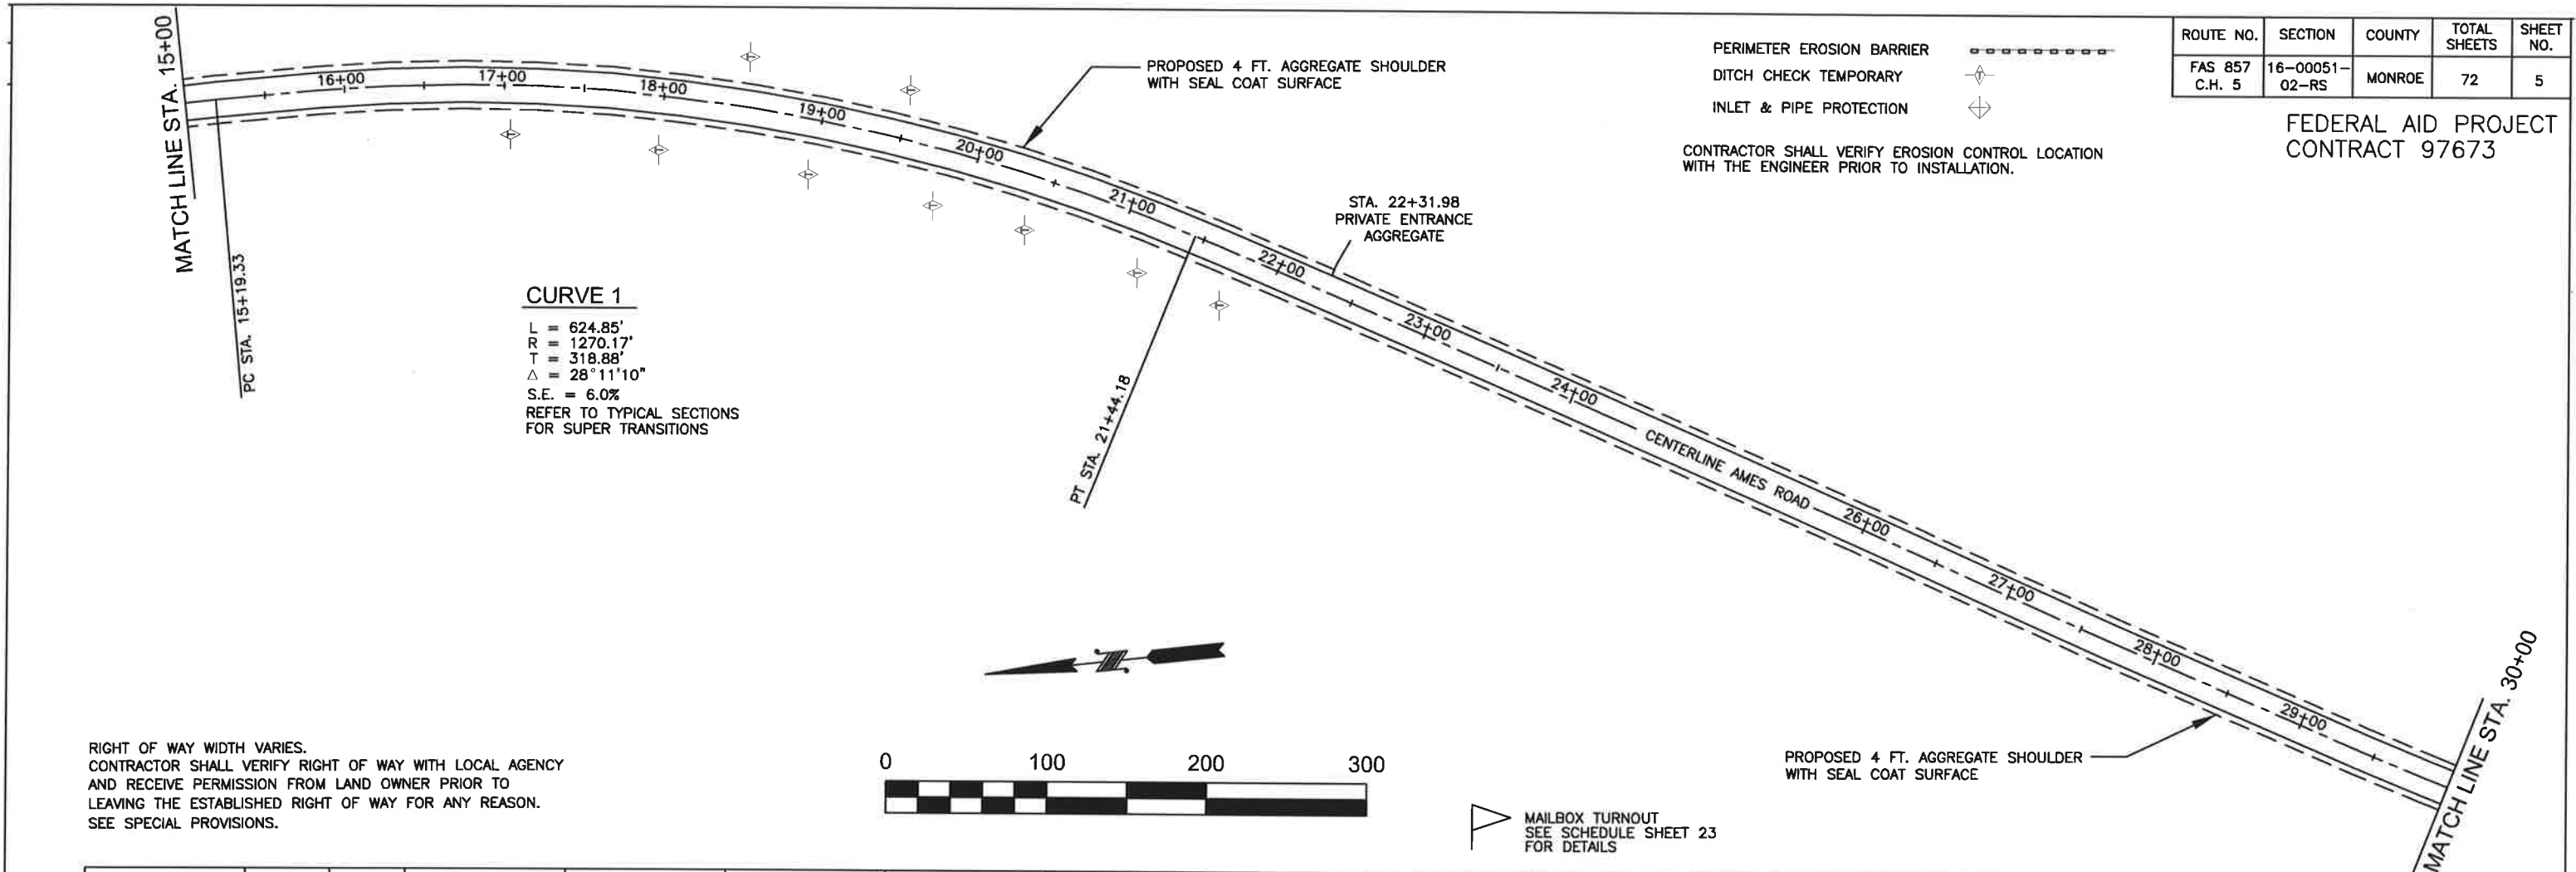 MATCH LINE STA. 15+00
PC STA. 15+19.33
16+00
17+00
18+00
19+00
20+00
21+00
22+00
23+00
24+00
CENTERLINE AMES ROAD
26+00
27+00
28+00
29+00
MATCH LINE STA. 30+00
PROPOSED 4 FT. AGGREGATE SHOULDER
WITH SEAL COAT SURFACE
STA. 22+31.98
PRIVATE ENTRANCE
AGGREGATE
PT STA. 21+44.18
CURVE 1
L = 624.85'
R = 1270.17'
T = 318.88'
Δ = 28°11'10"
S.E. = 6.0%
REFER TO TYPICAL SECTIONS
FOR SUPER TRANSITIONS
PERIMETER EROSION BARRIER
DITCH CHECK TEMPORARY
INLET & PIPE PROTECTION
CONTRACTOR SHALL VERIFY EROSION CONTROL LOCATION
WITH THE ENGINEER PRIOR TO INSTALLATION.
ROUTE NO. SECTION COUNTY TOTAL SHEETS SHEET NO.
FAS 857 C.H. 5 16-00051-02-RS MONROE 72 5
FEDERAL AID PROJECT
CONTRACT 97673
RIGHT OF WAY WIDTH VARIES.
CONTRACTOR SHALL VERIFY RIGHT OF WAY WITH LOCAL AGENCY
AND RECEIVE PERMISSION FROM LAND OWNER PRIOR TO
LEAVING THE ESTABLISHED RIGHT OF WAY FOR ANY REASON.
SEE SPECIAL PROVISIONS.
0 100 200 300
MAILBOX TURNOUT
SEE SCHEDULE SHEET 23
FOR DETAILS
PROPOSED 4 FT. AGGREGATE SHOULDER
WITH SEAL COAT SURFACE